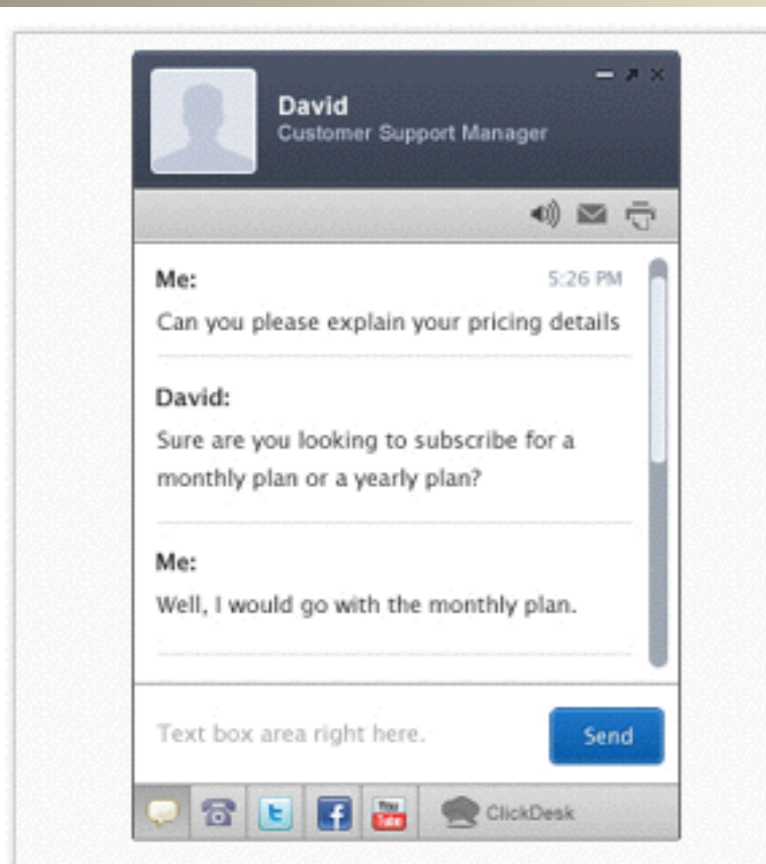 David
Customer Support Manager
Me:
5:26 PM
Can you please explain your pricing details
David:
Sure are you looking to subscribe for a
monthly plan or a yearly plan?
Me:
Well, I would go with the monthly plan.
Text box area right here.
Send
t
f
You
Tube
ClickDesk